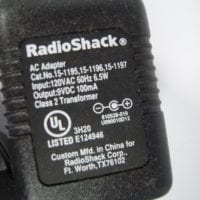 RadioShack®
AC Adapter
Cat.No.15-1195,15-1196,15-1197
Input:120VAC 60Hz 6.5W
Output:9VDC 100mA
Class 2 Transformer
UL
®
LISTED
3H20
E124946
Custom Mfd. in China for
RadioShack Corp.,
Ft. Worth,TX76102